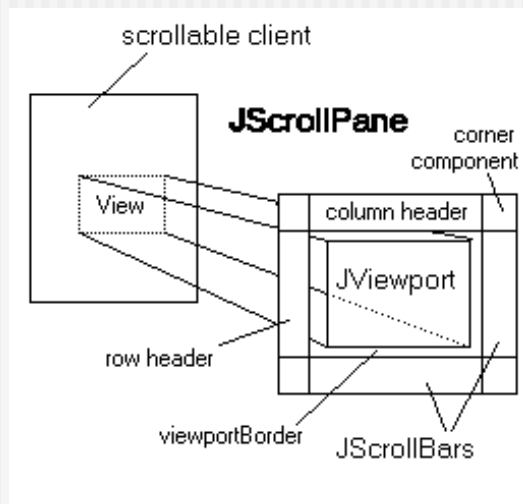 scrollable client
JScrollPane
corner
component
View
column header
JViewport
row header
viewportBorder
JScrollBars